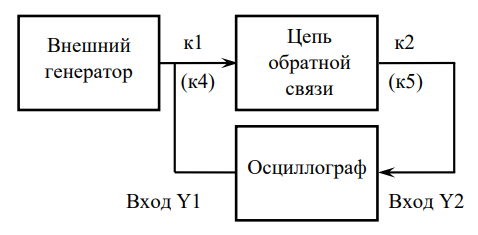 Внешний
генератор
к1
(к4)
Цепь
обратной
связи
к2
(к5)
Осциллограф
Вход Y1
Вход Y2